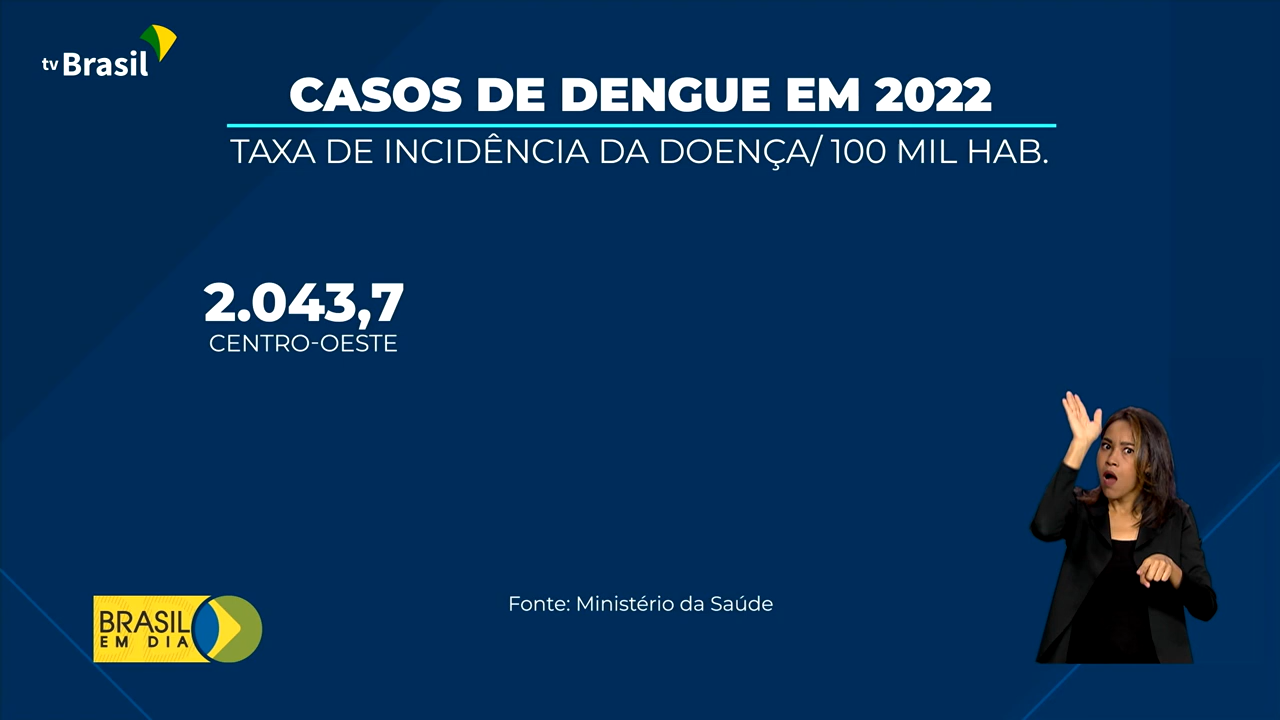 tv Brasil
CASOS DE DENGUE EM 2022
TAXA DE INCIDÊNCIA DA DOENÇA/ 100 MIL HAB.
2.043,7
CENTRO-OESTE
Fonte: Ministério da Saúde
BRASIL
EM DIA